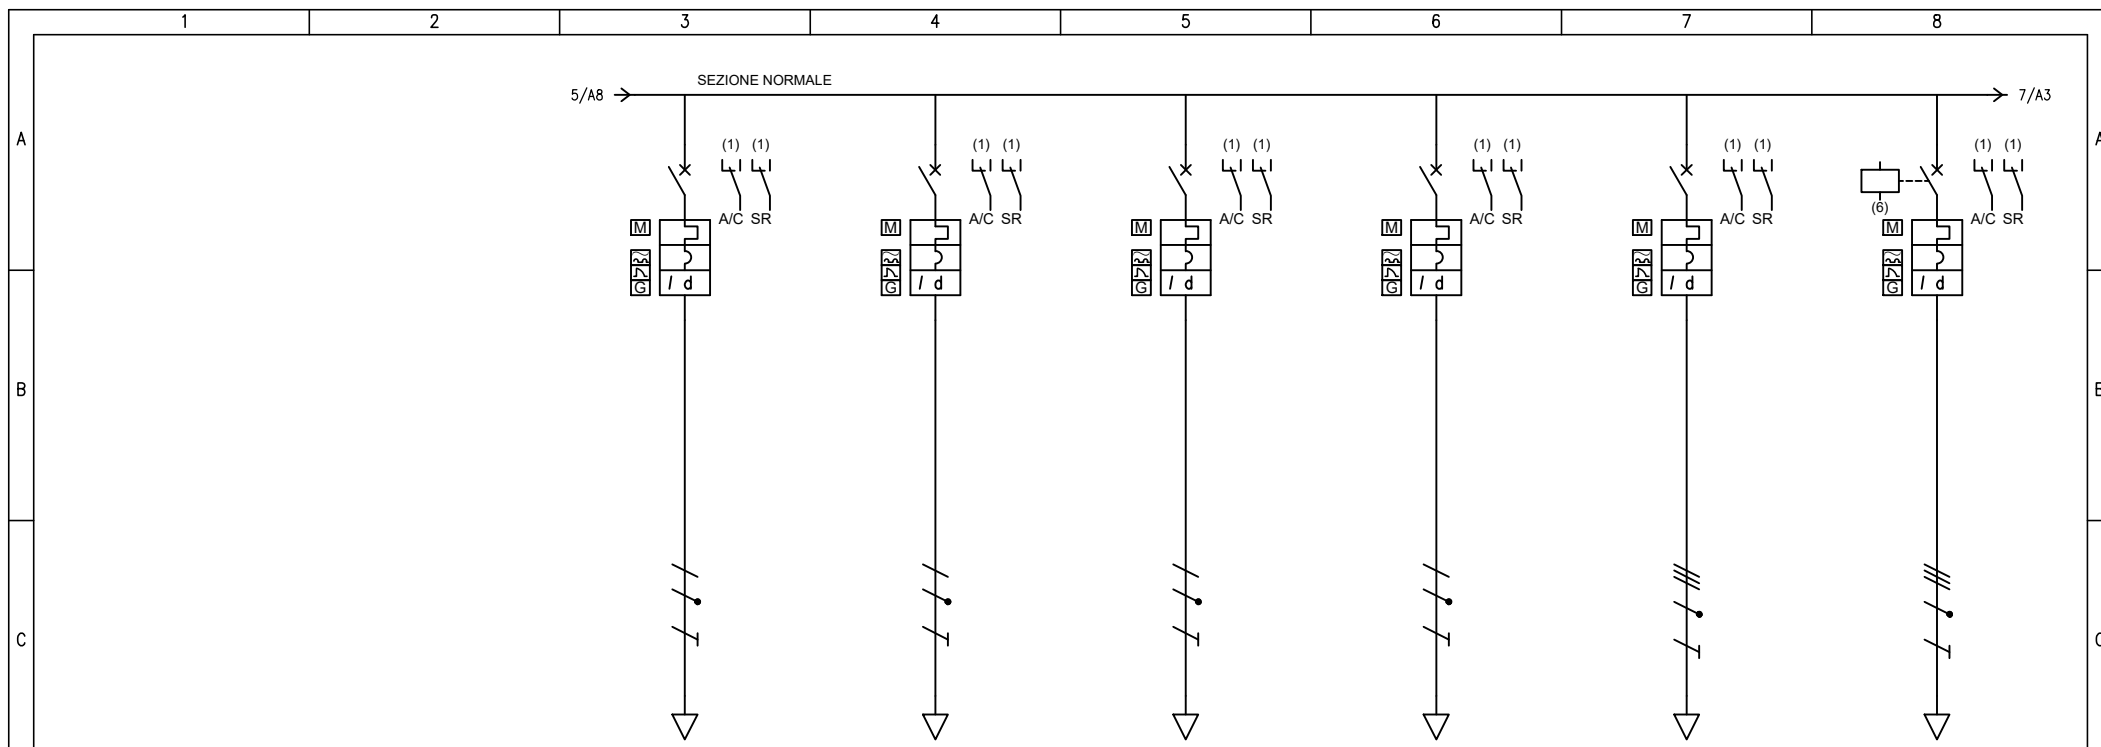 1 2 3 4 5 6 7 8
SEZIONE NORMALE
5/A8 7/A3
A A
(1) (1) (1) (1) (1) (1) (1) (1) (1) (1) (1) (1)
(6)
A/C SR A/C SR A/C SR A/C SR A/C SR A/C SR
M M M M M M
G I d G I d G I d G I d G I d G I d
B B
C C